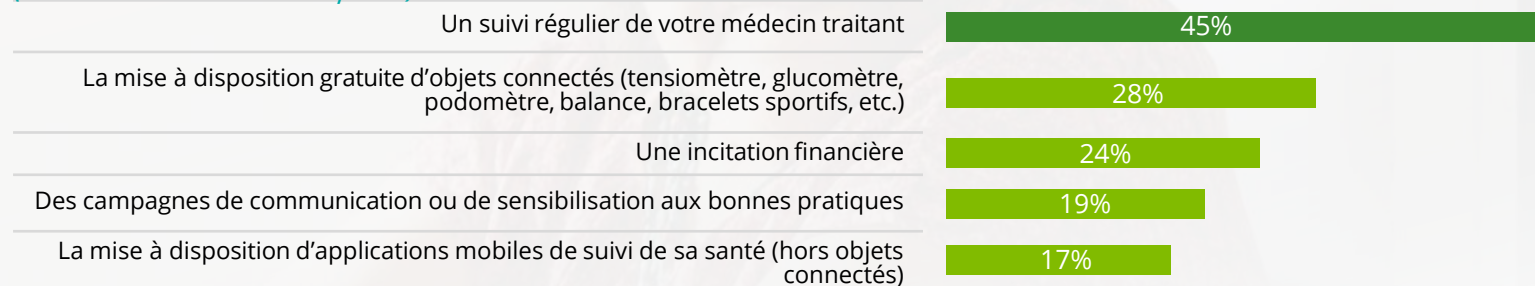 Un suivi régulier de votre médecin traitant
45%
La mise à disposition gratuite d'objets connectés (tensiomètre, glucomètre,
podomètre, balance, bracelets sportifs, etc.)
28%
Une incitation financière
24%
Des campagnes de communication ou de sensibilisation aux bonnes pratiques
19%
La mise à disposition d'applications mobiles de suivi de sa santé (hors objets
connectés)
17%